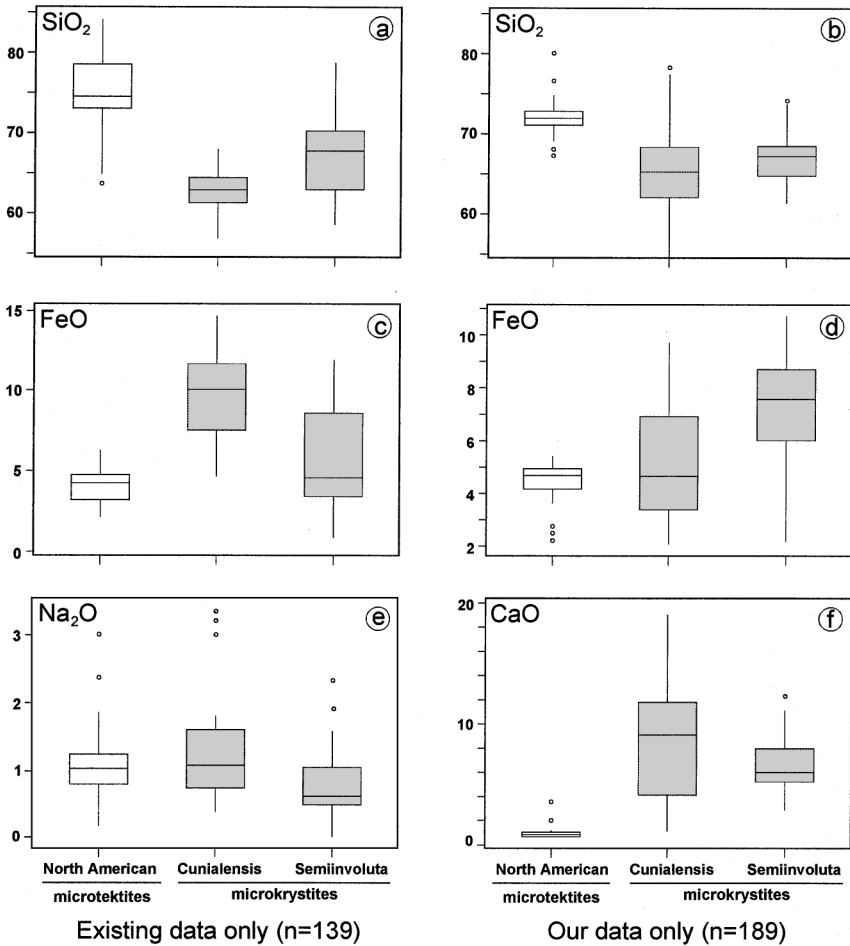 SiO₂
a
80
70
60
SiO₂
b
80
70
60
FeO
c
15
10
5
0
FeO
d
10
8
6
4
2
Na₂O
e
3
2
1
0
CaO
f
20
10
0
North American
Cunialensis
Semiinvoluta
microtektites
microkrystites
North American
Cunialensis
Semiinvoluta
microtektites
microkrystites
Existing data only (n=139)
Our data only (n=189)